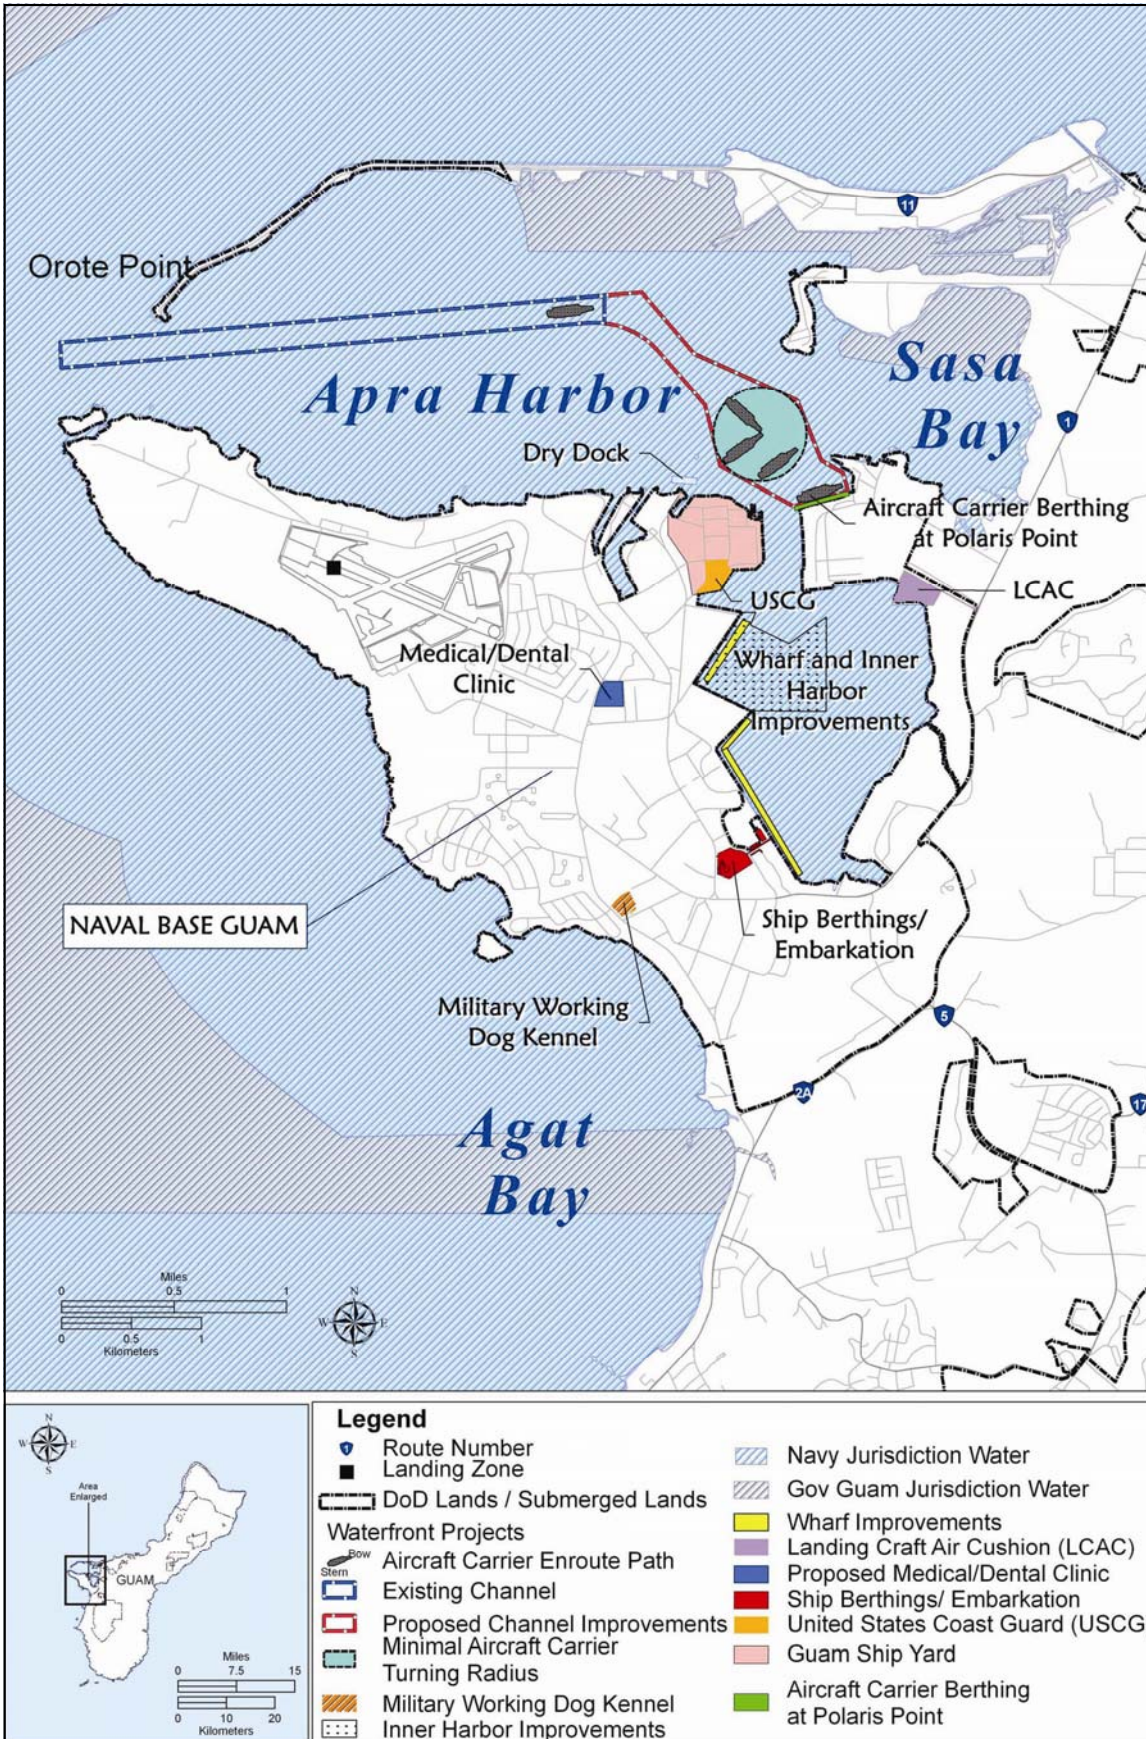 11
Orote Point
Sasa
Bay
Apra Harbor
1
Dry Dock
Aircraft Carrier Berthing
at Polaris Point
USCG
LCAC
Medical/Dental
Clinic
Wharf and Inner
Harbor
Improvements
NAVAL BASE GUAM
Ship Berthings/
Embarkation
Military Working
Dog Kennel
5
2A
17
Agat
Bay
Miles
0 0.5 1
0 0.5 1
Kilometers
N
W E
S
N
W E
S
Area
Enlarged
GUAM
Miles
0 7.5 15
0 10 20
Kilometers
Legend
1 Route Number
Landing Zone
DoD Lands / Submerged Lands
Waterfront Projects
Bow
Stern
Aircraft Carrier Enroute Path
Existing Channel
Proposed Channel Improvements
Minimal Aircraft Carrier
Turning Radius
Military Working Dog Kennel
Inner Harbor Improvements
Navy Jurisdiction Water
Gov Guam Jurisdiction Water
Wharf Improvements
Landing Craft Air Cushion (LCAC)
Proposed Medical/Dental Clinic
Ship Berthings/ Embarkation
United States Coast Guard (USCG
Guam Ship Yard
Aircraft Carrier Berthing
at Polaris Point